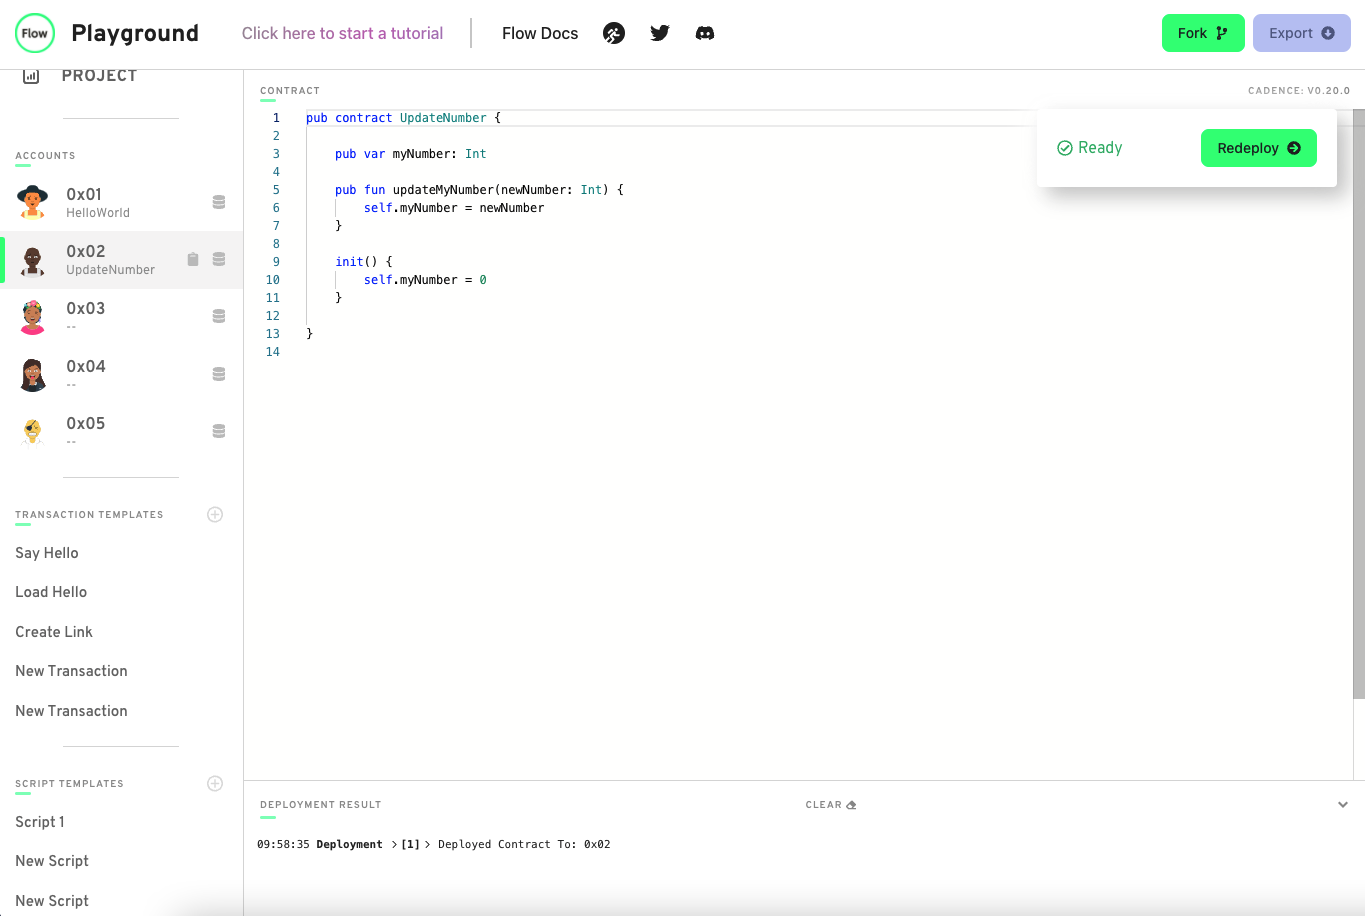 Flow Playground Click here to start a tutorial Flow Docs Fork Export
PROJECT
ACCOUNTS
0x01
HelloWorld
0x02
UpdateNumber
0x03
--
0x04
--
0x05
--
TRANSACTION TEMPLATES
Say Hello
Load Hello
Create Link
New Transaction
New Transaction
SCRIPT TEMPLATES
Script 1
New Script
New Script
CONTRACT
CADENCE: V0.20.0
1 pub contract UpdateNumber {
2
3 pub var myNumber: Int
4
5 pub fun updateMyNumber(newNumber: Int) {
6 self.myNumber = newNumber
7 }
8
9 init() {
10 self.myNumber = 0
11 }
12
13 }
14
Ready Redeploy
DEPLOYMENT RESULT CLEAR
09:58:35 Deployment > [1] > Deployed Contract To: 0x02